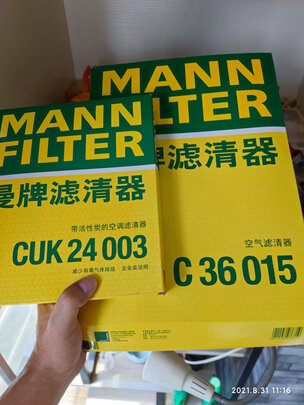 MANN
FILTER
曼牌滤清器
带活性炭的空调滤清器
CUK 24 003
减少有毒气体损放 含安装说明
MANN
FILTER
牌滤清器
空气滤清器
C 36 015
2021.8.31 11:16